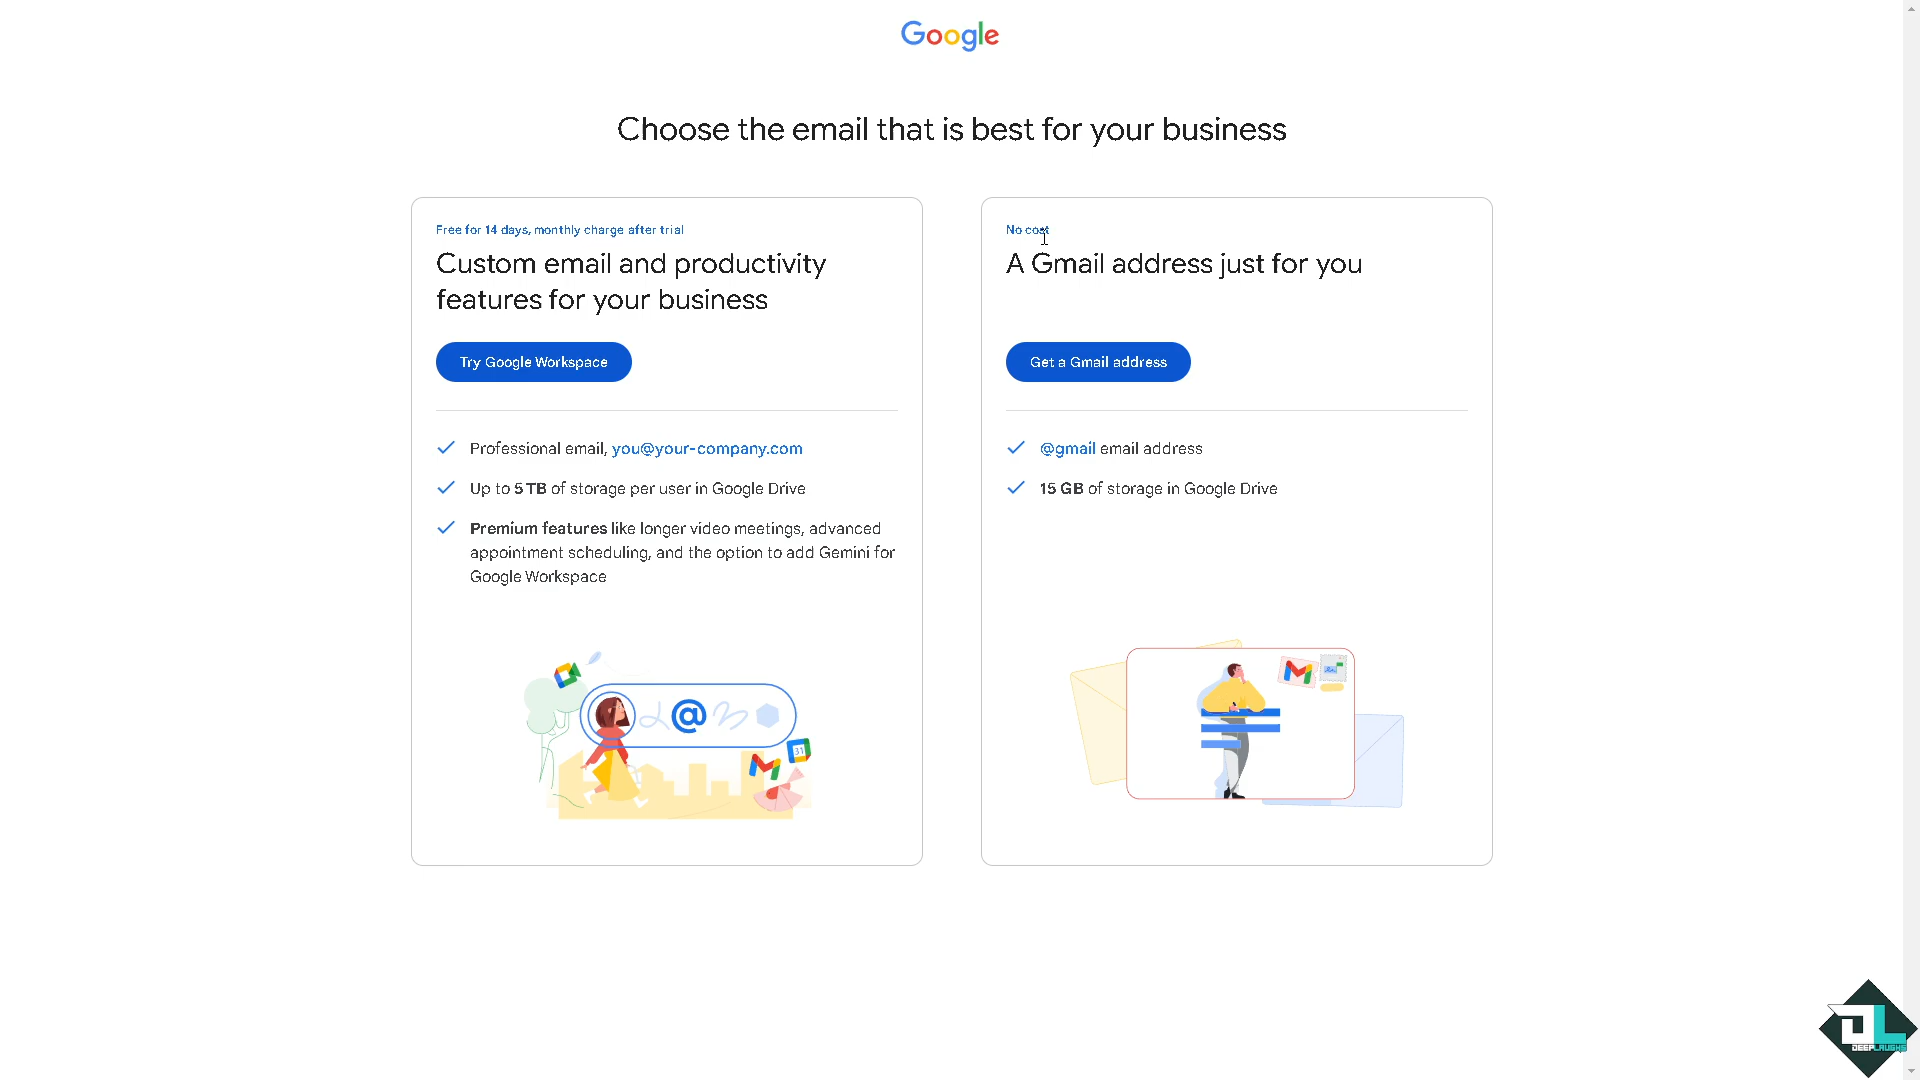 Google
Choose the email that is best for your business
Free for 14 days, monthly charge after trial
Custom email and productivity
features for your business
Try Google Workspace
Professional email, you@your-company.com
Up to 5 TB of storage per user in Google Drive
Premium features like longer video meetings, advanced
appointment scheduling, and the option to add Gemini for
Google Workspace
@
31
No cost
A Gmail address just for you
Get a Gmail address
@gmail email address
15 GB of storage in Google Drive
DEEPLAUGHS